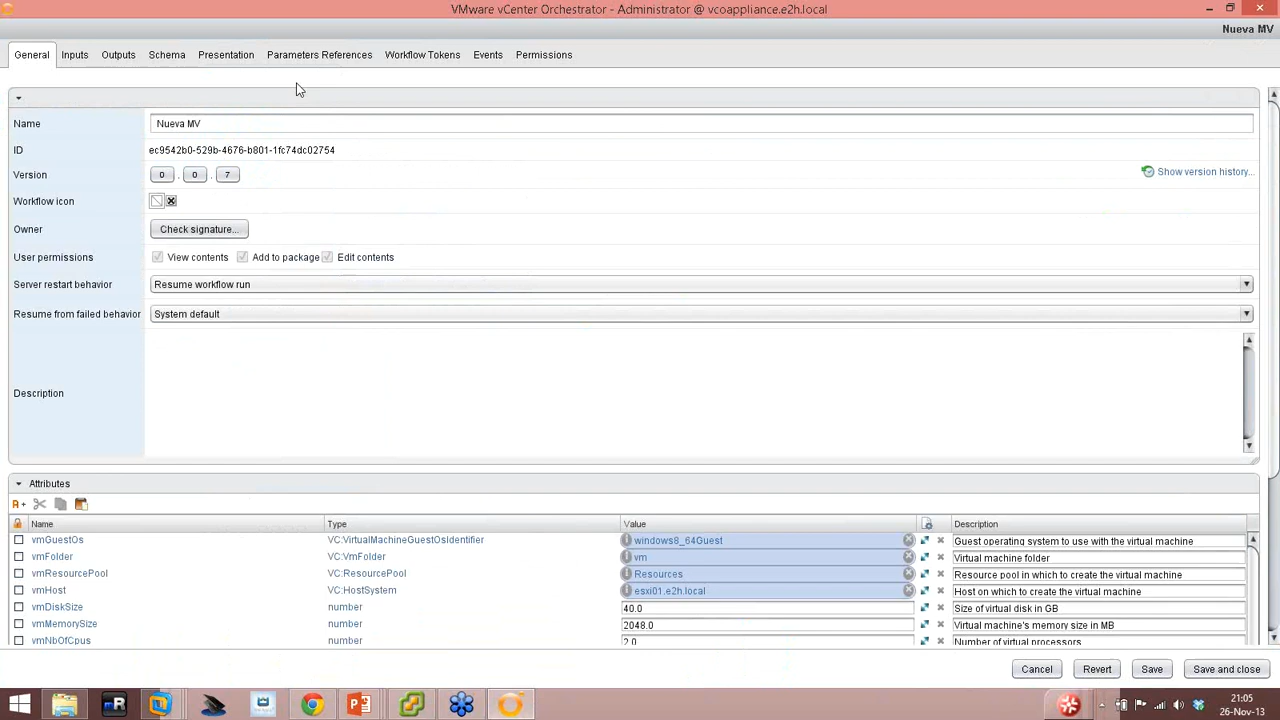 VMware vCenter Orchestrator - Administrator @ vcoappliance.e2h.local
Nueva MV
General Inputs Outputs Schema Presentation Parameters References Workflow Tokens Events Permissions
Name Nueva MV
ID ec9542b0-529b-4676-b801-1fc74dc02754
Version 0 . 0 . 7 Show version history...
Workflow icon
Owner Check signature...
User permissions View contents Add to package Edit contents
Server restart behavior Resume workflow run
Resume from failed behavior System default
Description
Attributes
Name Type Value Description
vmGuestOs VC:VirtualMachineGuestOsIdentifier windows8_64Guest Guest operating system to use with the virtual machine
vmFolder VC:VmFolder vm Virtual machine folder
vmResourcePool VC:ResourcePool Resources Resource pool in which to create the virtual machine
vmHost VC:HostSystem esxi01.e2h.local Host on which to create the virtual machine
vmDiskSize number 40.0 Size of virtual disk in GB
vmMemorySize number 2048.0 Virtual machine's memory size in MB
vmNbOfCpus number 2.0 Number of virtual processors
Cancel Revert Save Save and close
21:05
26-Nov-13